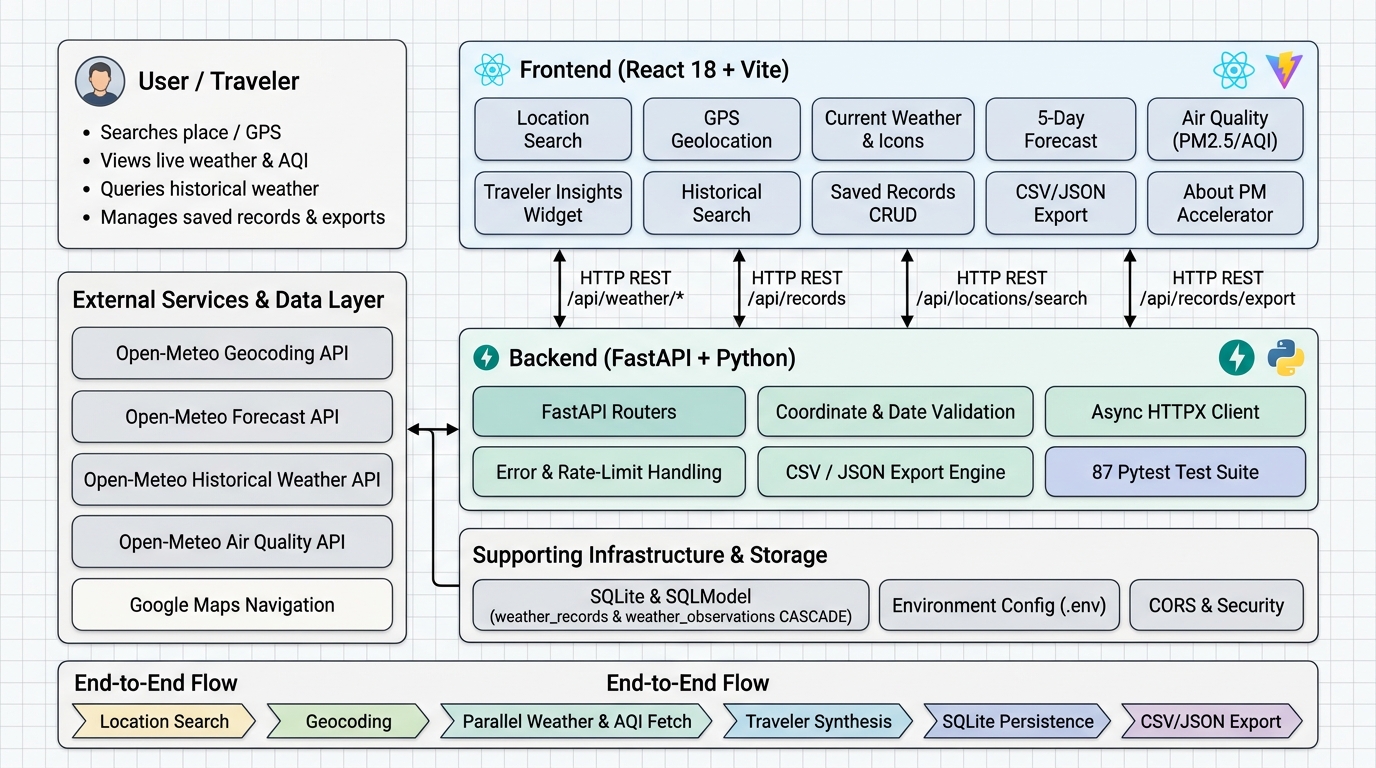 User / Traveler
• Searches place / GPS
• Views live weather & AQI
• Queries historical weather
• Manages saved records & exports
Frontend (React 18 + Vite)
Location
Search
GPS
Geolocation
Current Weather
& Icons
5-Day
Forecast
Air Quality
(PM2.5/AQI)
Traveler Insights
Widget
Historical
Search
Saved Records
CRUD
CSV/JSON
Export
About PM
Accelerator
HTTP REST
/api/weather/*
HTTP REST
/api/records
HTTP REST
/api/locations/search
HTTP REST
/api/records/export
External Services & Data Layer
Open-Meteo Geocoding API
Open-Meteo Forecast API
Open-Meteo Historical Weather API
Open-Meteo Air Quality API
Google Maps Navigation
Backend (FastAPI + Python)
FastAPI Routers
Coordinate & Date Validation
Async HTTPX Client
Error & Rate-Limit Handling
CSV / JSON Export Engine
87 Pytest Test Suite
Supporting Infrastructure & Storage
SQLite & SQLModel
(weather_records & weather_observations CASCADE)
Environment Config (.env)
CORS & Security
End-to-End Flow
End-to-End Flow
Location Search
Geocoding
Parallel Weather & AQI Fetch
Traveler Synthesis
SQLite Persistence
CSV/JSON Export